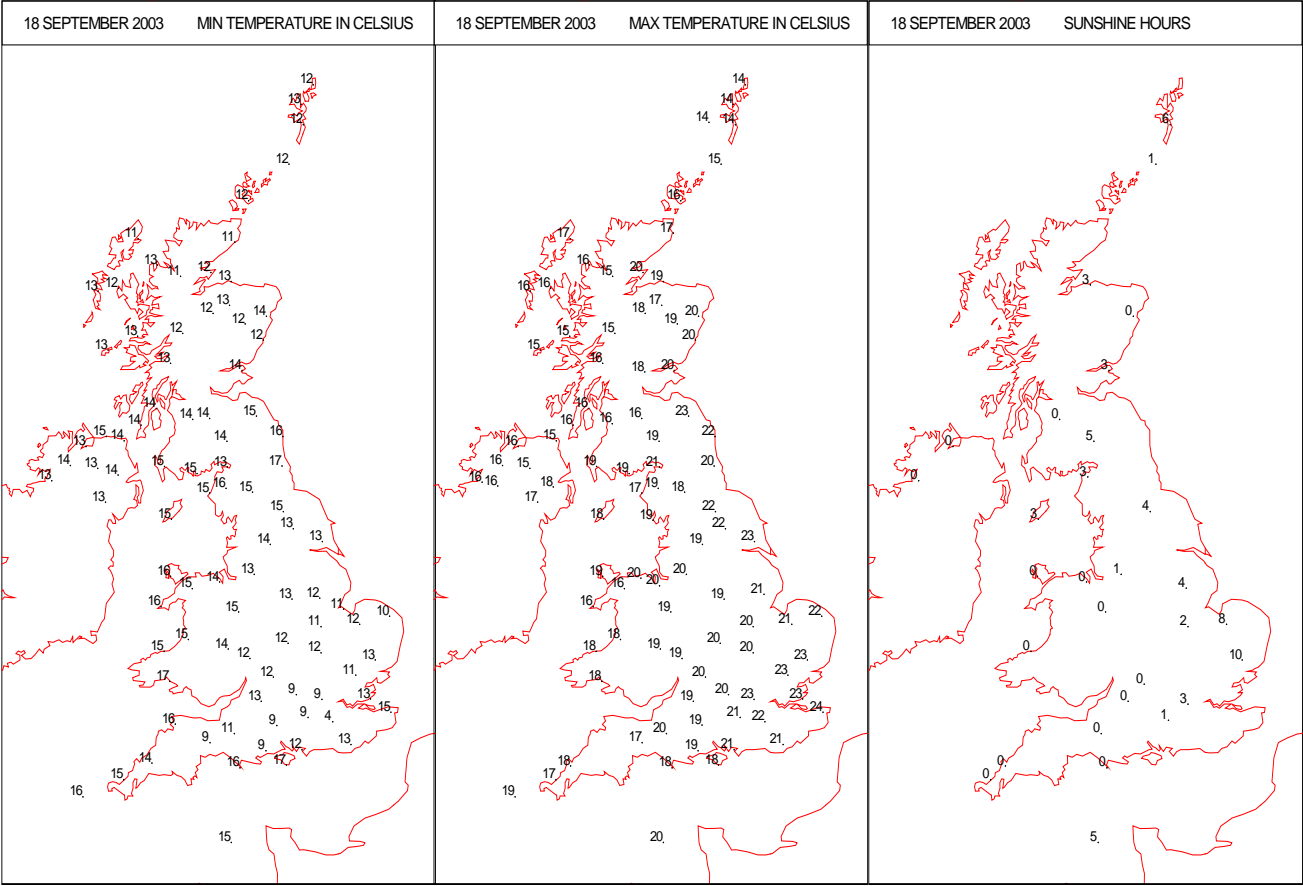 18 SEPTEMBER 2003 MIN TEMPERATURE IN CELSIUS
12.
13.
12.
12.
12.
11.
11.
13. 12.
11. 13.
13. 12.
13.
12. 14.
12.
13. 12. 12.
13.
13. 14.
14.
14. 14. 15.
14.
15. 14. 16.
13. 14.
14. 13. 15. 13. 16.
14. 15.
13. 16.
15. 15.
13.
15. 15.
13.
14. 13.
16. 14. 13.
15.
16. 13. 12.
15. 11. 10.
11. 12.
15. 12.
15. 14. 12.
12. 13.
17. 12. 11.
13. 9. 9. 13.
15.
16. 9. 9. 4.
11.
9. 9. 12. 13.
14. 16. 17.
15.
16.
15.
18 SEPTEMBER 2003 MAX TEMPERATURE IN CELSIUS
14.
14.
14. 14.
15.
16.
17. 17.
16. 20.
15. 19.
16. 16.
17.
18. 20.
19.
15. 15. 20.
15.
16. 18. 20.
16.
16. 16. 16. 23.
16. 15. 19. 22.
16. 15. 19. 21. 20.
19.
16. 16. 18. 17. 19. 18.
17.
18. 19. 22.
22.
19. 23.
19. 20. 20.
16. 20.
16. 19. 21.
19. 22.
20. 21.
18. 18. 20.
19. 20.
19. 23.
18. 20. 23.
19. 20. 23. 23.
24.
19. 21. 22.
20.
17. 19. 21. 21.
18. 18. 18.
17.
19.
20.
18 SEPTEMBER 2003 SUNSHINE HOURS
6.
1.
3.
0.
3.
0.
0. 5.
0. 3.
4.
3.
0. 0. 1.
4.
0.
2. 8.
0. 10.
0.
0. 3.
1.
0.
0. 0.
0.
5.